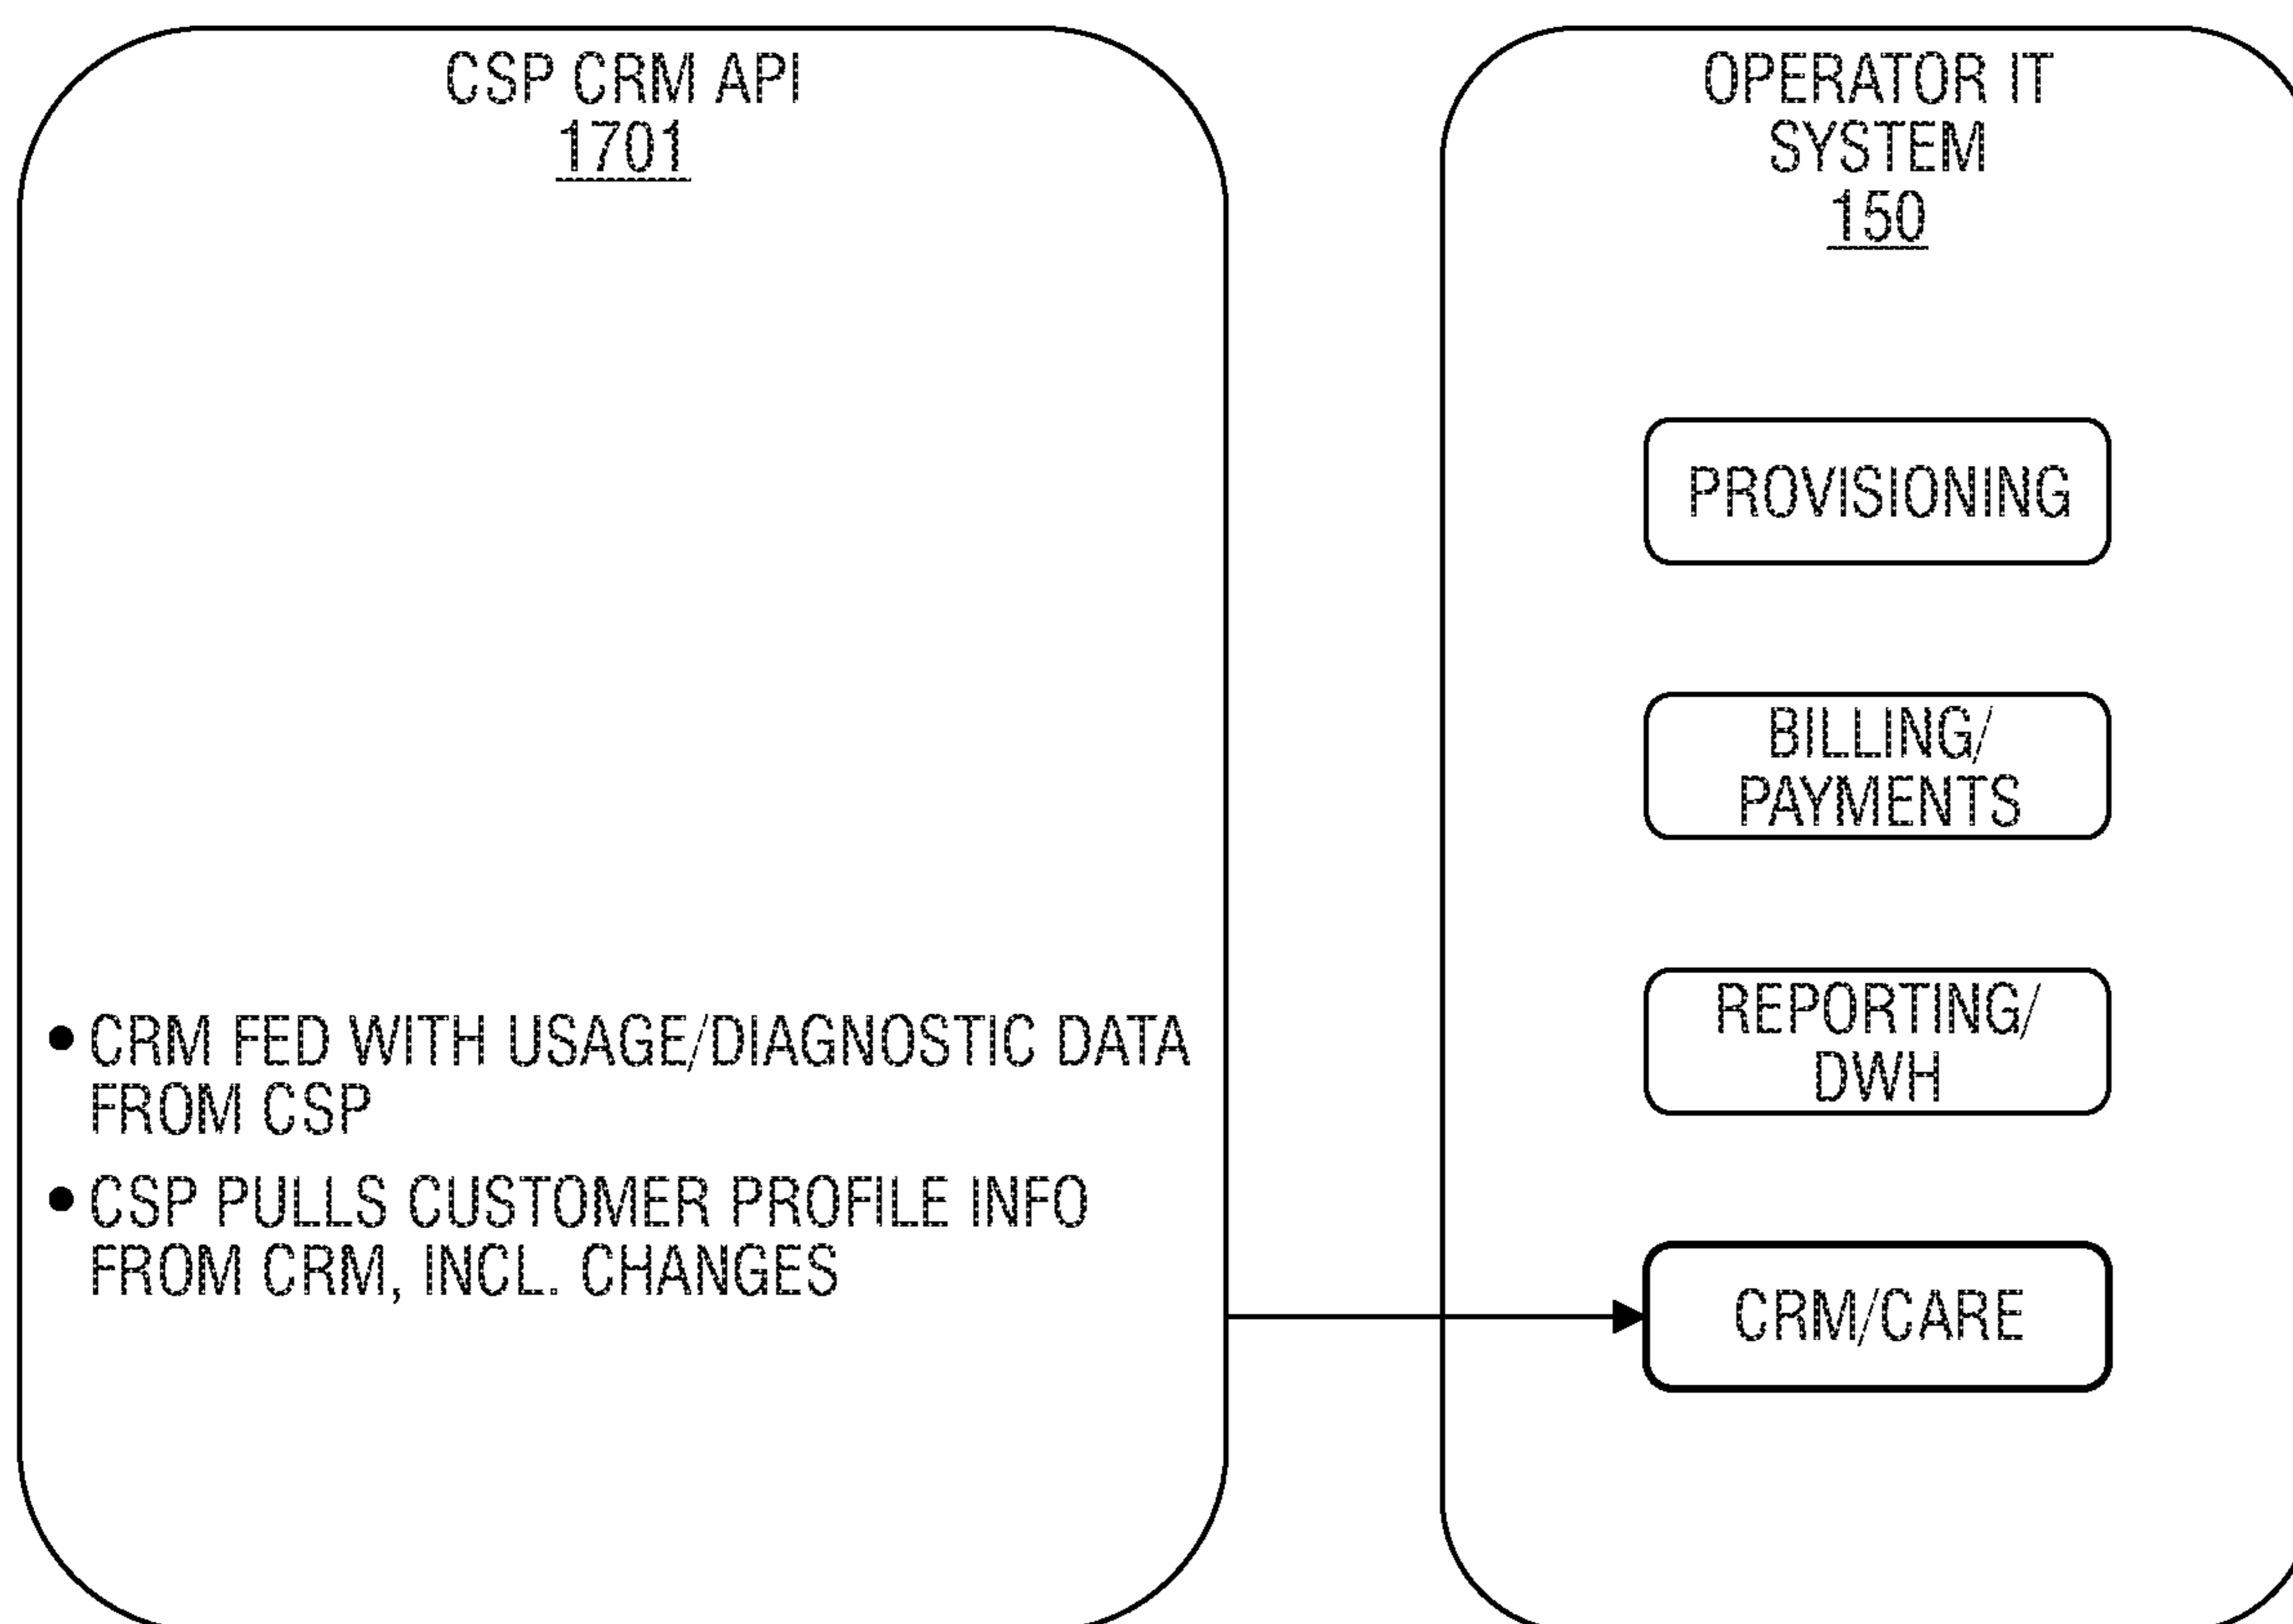 CSP CRM API
1701
• CRM FED WITH USAGE/DIAGNOSTIC DATA
FROM CSP
• CSP PULLS CUSTOMER PROFILE INFO
FROM CRM, INCL. CHANGES
OPERATOR IT
SYSTEM
150
PROVISIONING
BILLING/
PAYMENTS
REPORTING/
DWH
CRM/CARE